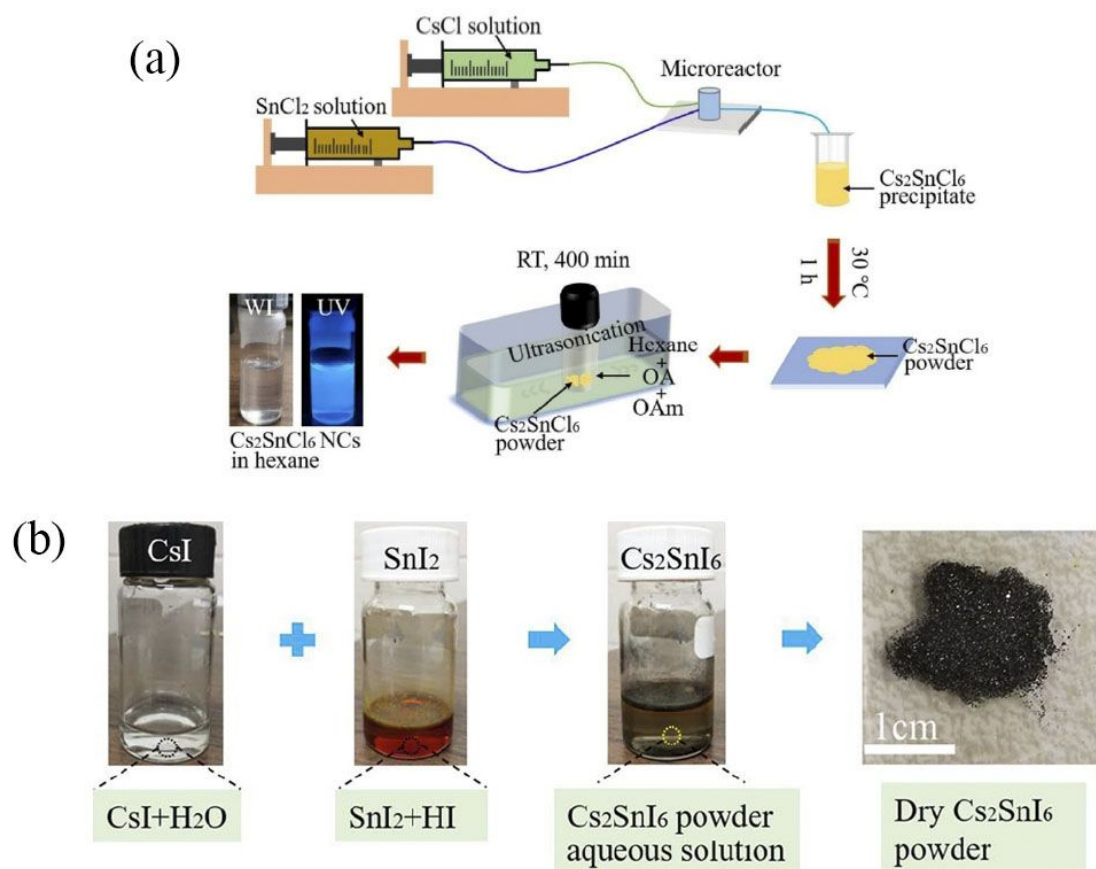 (a)
CsCl solution
SnCl₂ solution
Microreactor
Cs₂SnCl₆
precipitate
30 °C
1 h
Cs₂SnCl₆
powder
RT, 400 min
Ultrasonication
Hexane
+
OA
+
OAm
Cs₂SnCl₆
powder
WL
UV
Cs₂SnCl₆ NCs
in hexane
(b)
CsI
SnI₂
Cs₂SnI₆
1cm
CsI+H₂O
SnI₂+HI
Cs₂SnI₆ powder
aqueous solution
Dry Cs₂SnI₆
powder